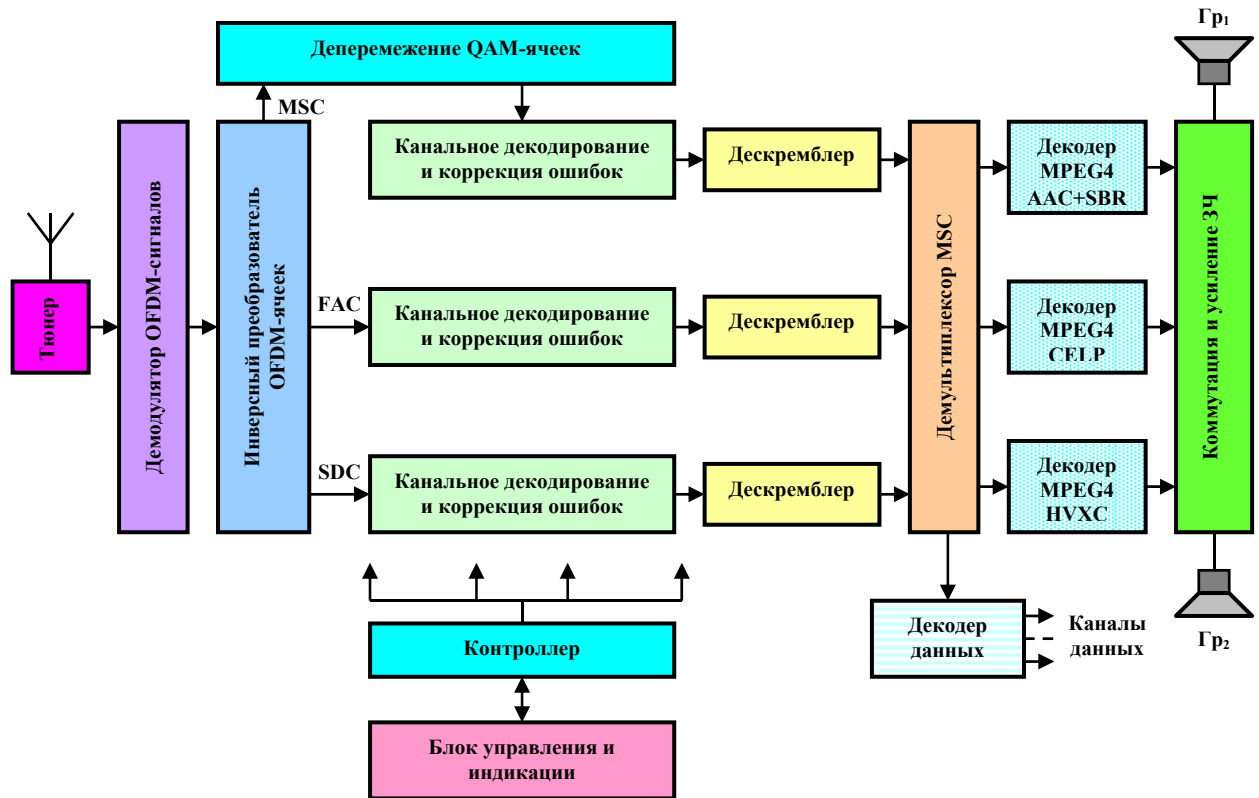 Гр1
Деперемежение QAM-ячеек
MSC
Тюнер
Демодулятор OFDM-сигналов
Инверсный преобразователь
OFDM-ячеек
Канальное декодирование
и коррекция ошибок
Дескремблер
Демультиплексор MSC
Декодер
MPEG4
AAC+SBR
Коммутация и усиление ЗЧ
FAC
Канальное декодирование
и коррекция ошибок
Дескремблер
Декодер
MPEG4
CELP
SDC
Канальное декодирование
и коррекция ошибок
Дескремблер
Декодер
MPEG4
HVXC
Контроллер
Декодер
данных
Каналы
данных
Гр2
Блок управления и
индикации